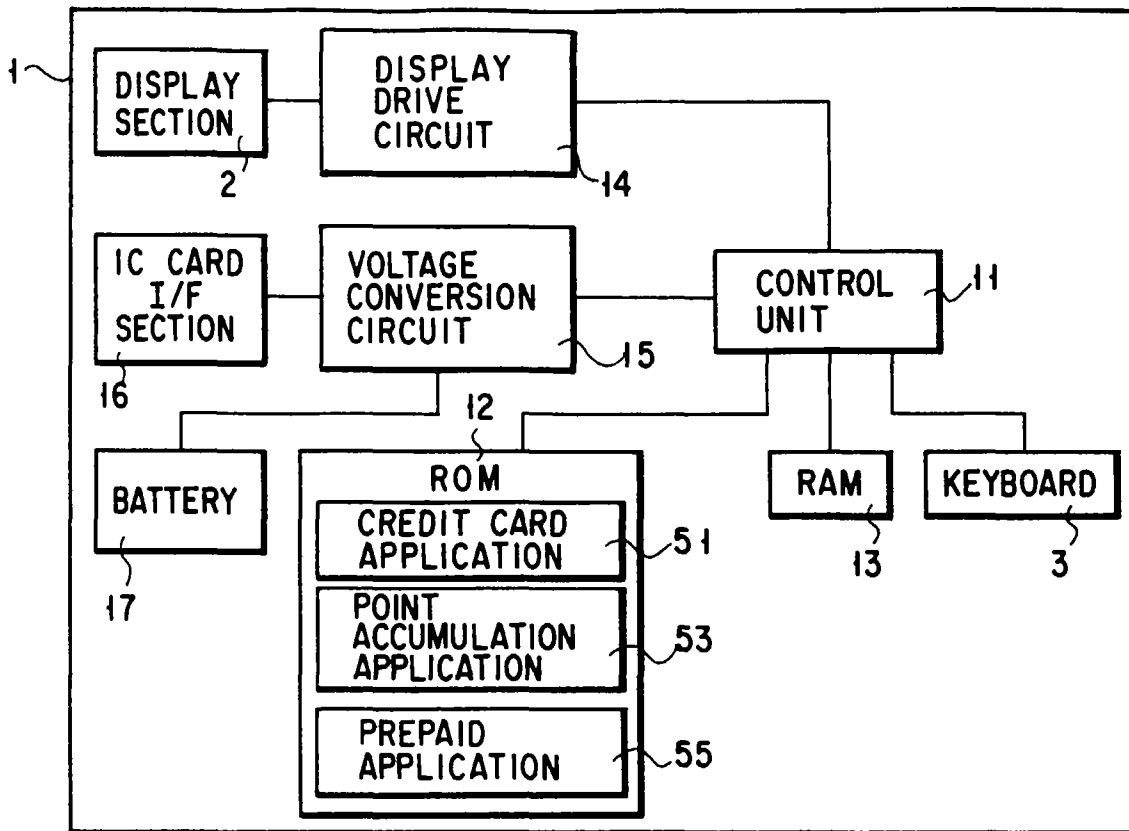 1
DISPLAY
SECTION
2
DISPLAY
DRIVE
CIRCUIT
14
IC CARD
I/F
SECTION
16
VOLTAGE
CONVERSION
CIRCUIT
15
CONTROL
UNIT
11
BATTERY
17
12
ROM
CREDIT CARD
APPLICATION
51
POINT
ACCUMULATION
APPLICATION
53
PREPAID
APPLICATION
55
RAM
13
KEYBOARD
3